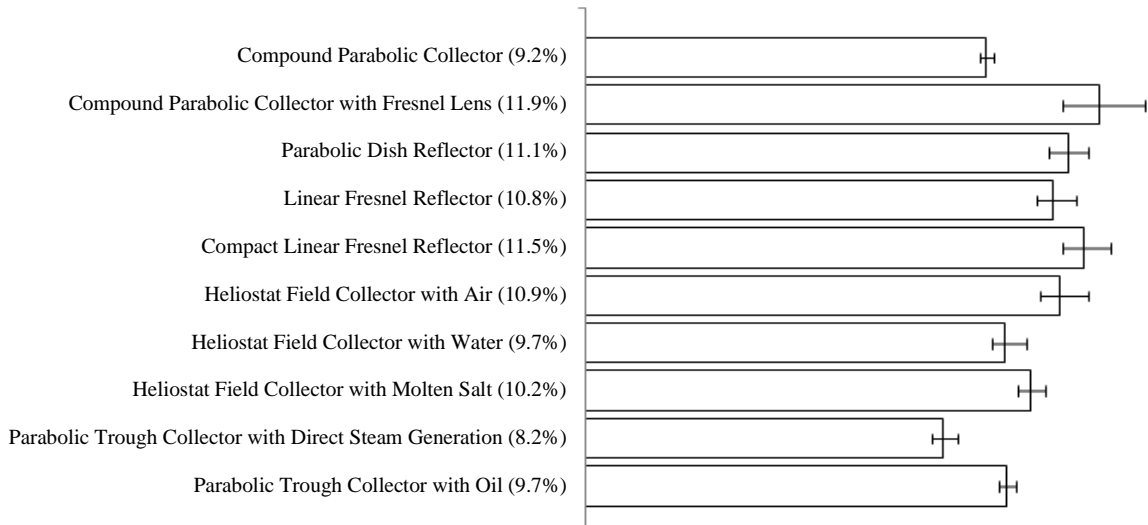 Compound Parabolic Collector (9.2%)
Compound Parabolic Collector with Fresnel Lens (11.9%)
Parabolic Dish Reflector (11.1%)
Linear Fresnel Reflector (10.8%)
Compact Linear Fresnel Reflector (11.5%)
Heliostat Field Collector with Air (10.9%)
Heliostat Field Collector with Water (9.7%)
Heliostat Field Collector with Molten Salt (10.2%)
Parabolic Trough Collector with Direct Steam Generation (8.2%)
Parabolic Trough Collector with Oil (9.7%)